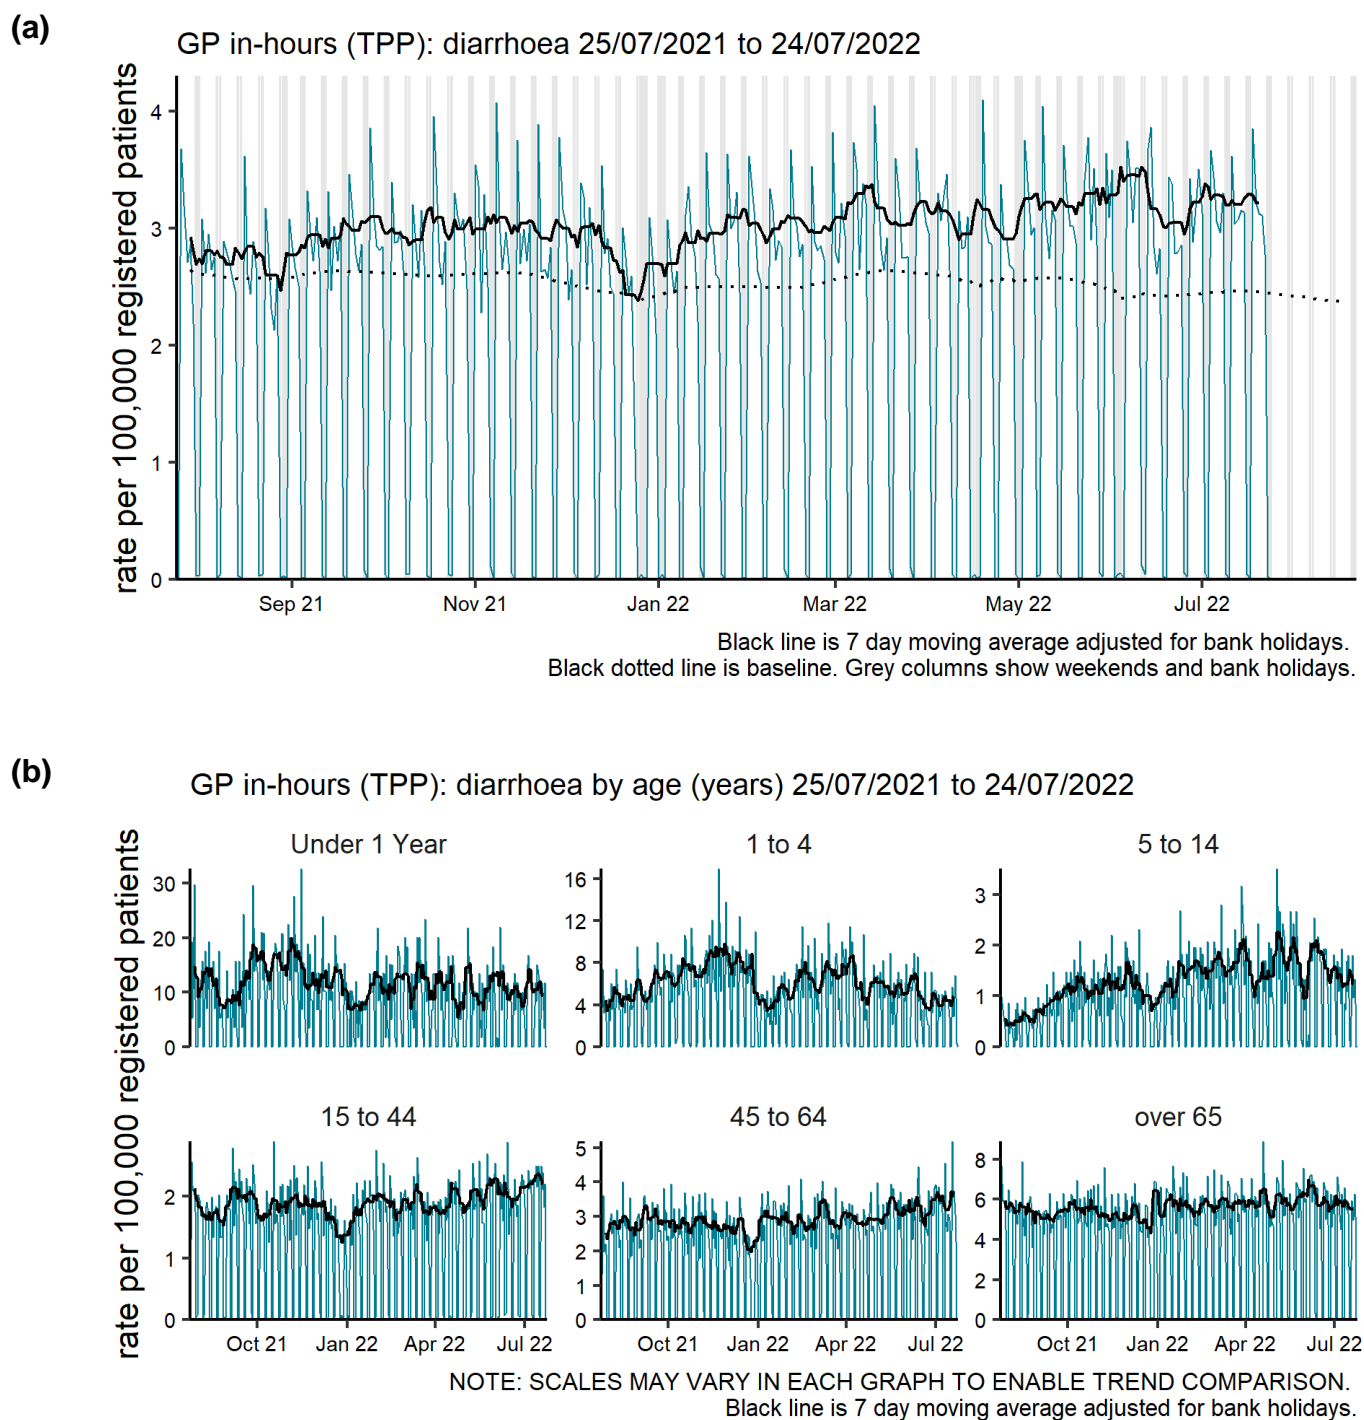 (a)
GP in-hours (TPP): diarrhoea 25/07/2021 to 24/07/2022
rate per 100,000 registered patients
4
3
2
1
0
Sep 21
Nov 21
Jan 22
Mar 22
May 22
Jul 22
Black line is 7 day moving average adjusted for bank holidays.
Black dotted line is baseline. Grey columns show weekends and bank holidays.
(b)
GP in-hours (TPP): diarrhoea by age (years) 25/07/2021 to 24/07/2022
rate per 100,000 registered patients
Under 1 Year
30
20
10
0
1 to 4
16
12
8
4
0
5 to 14
3
2
1
0
15 to 44
2
1
0
Oct 21
Jan 22
Apr 22
Jul 22
45 to 64
5
4
3
2
1
0
Oct 21
Jan 22
Apr 22
Jul 22
over 65
8
6
4
2
0
Oct 21
Jan 22
Apr 22
Jul 22
NOTE: SCALES MAY VARY IN EACH GRAPH TO ENABLE TREND COMPARISON.
Black line is 7 day moving average adjusted for bank holidays.